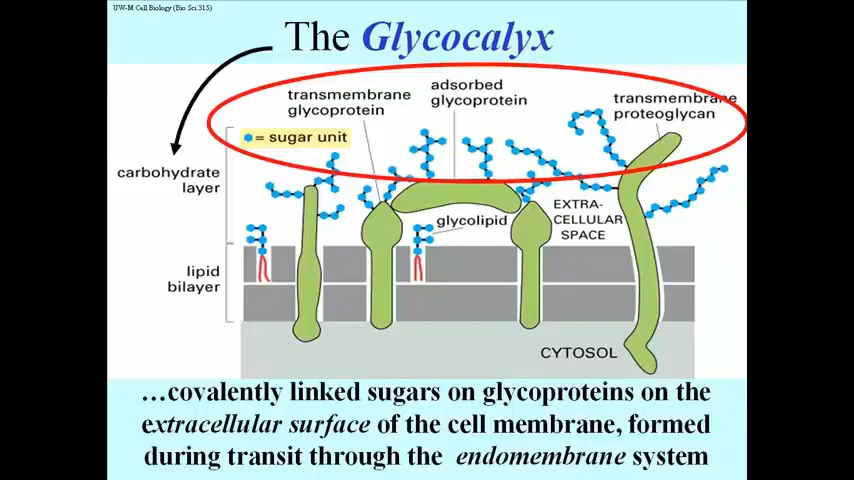 UW-M Cell Biology (Bio Sci 315)
The Glycocalyx
transmembrane
glycoprotein
adsorbed
glycoprotein
transmembrane
proteoglycan
= sugar unit
carbohydrate
layer
glycolipid
EXTRA-
CELLULAR
SPACE
lipid
bilayer
CYTOSOL
…covalently linked sugars on glycoproteins on the
extracellular surface of the cell membrane, formed
during transit through the endomembrane system